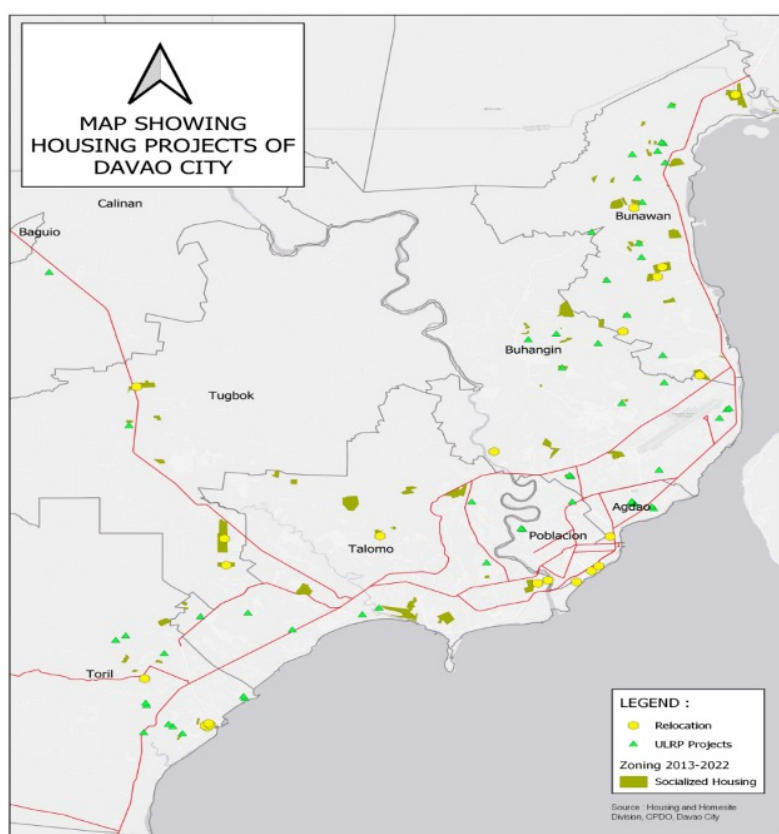 MAP SHOWING
HOUSING PROJECTS OF
DAVAO CITY
Calinan
Baguio
Bunawan
Buhangin
Tugbok
Agdao
Poblacion
Talomo
Toril
LEGEND :
Relocation
ULRP Projects
Zoning 2013-2022
Socialized Housing
Source : Housing and Homesite
Division, CPDO, Davao City